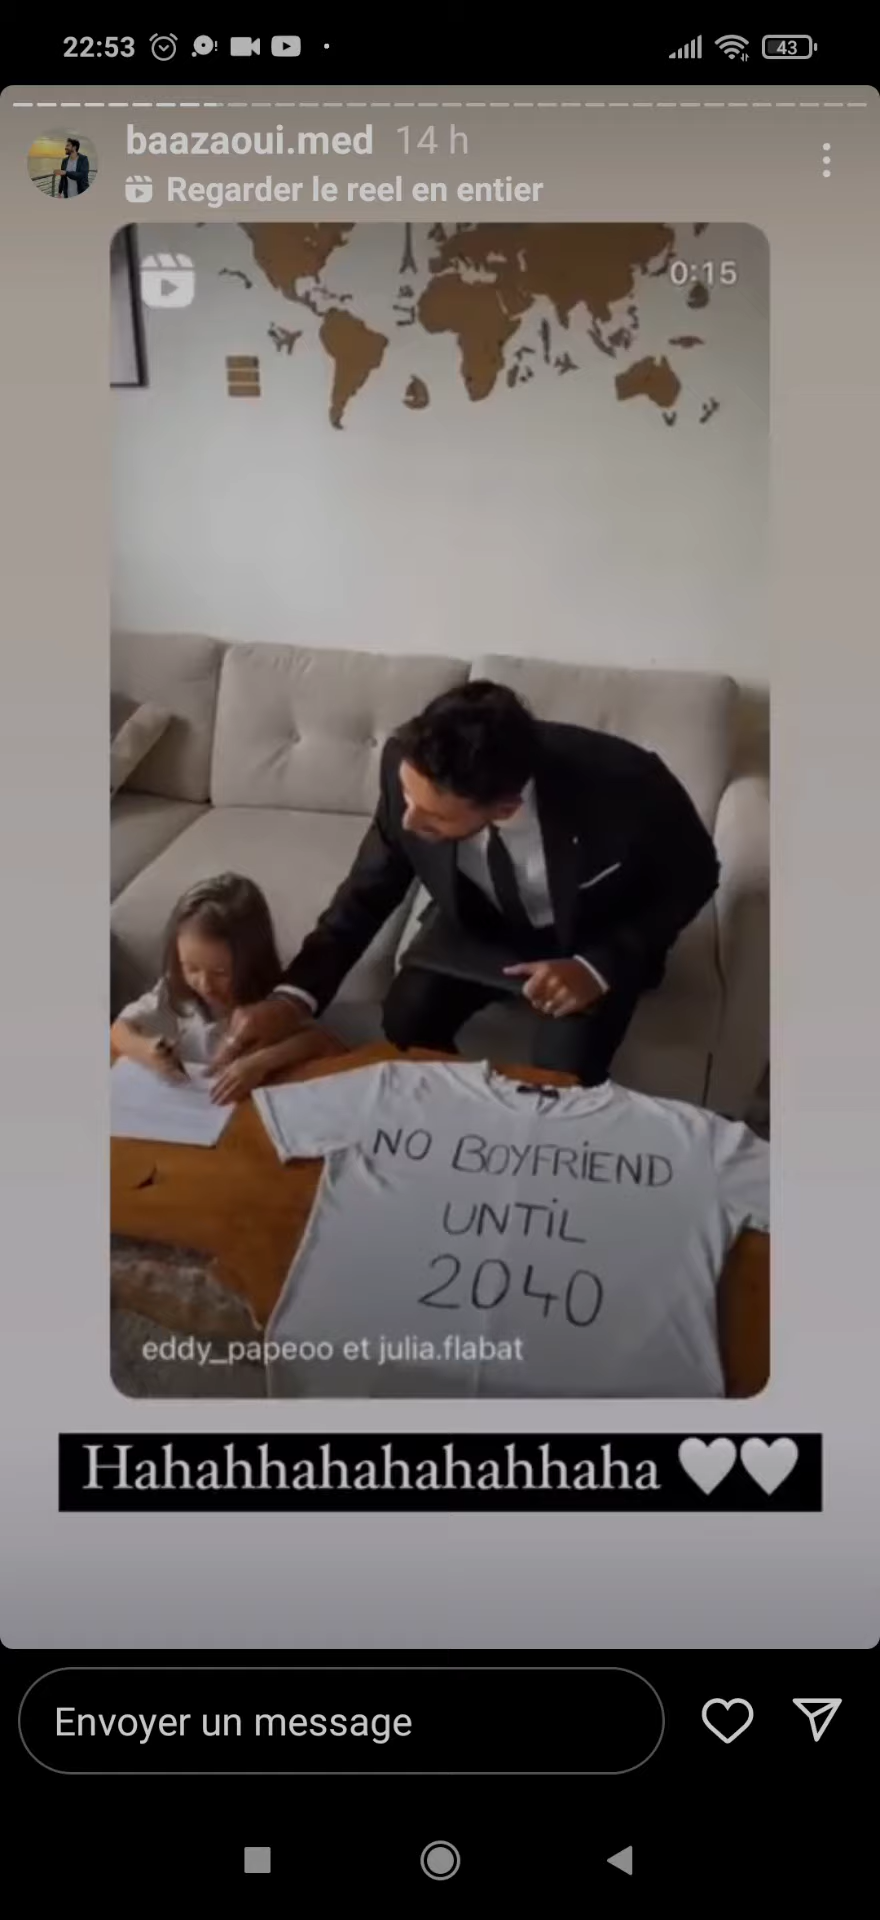 22:53
43
baazaoui.med 14 h
Regarder le reel en entier
0:15
NO BOYFRIEND
UNTIL
2040
eddy_papeoo et julia.flabat
Hahahhahahahahhaha 🤍🤍
Envoyer un message